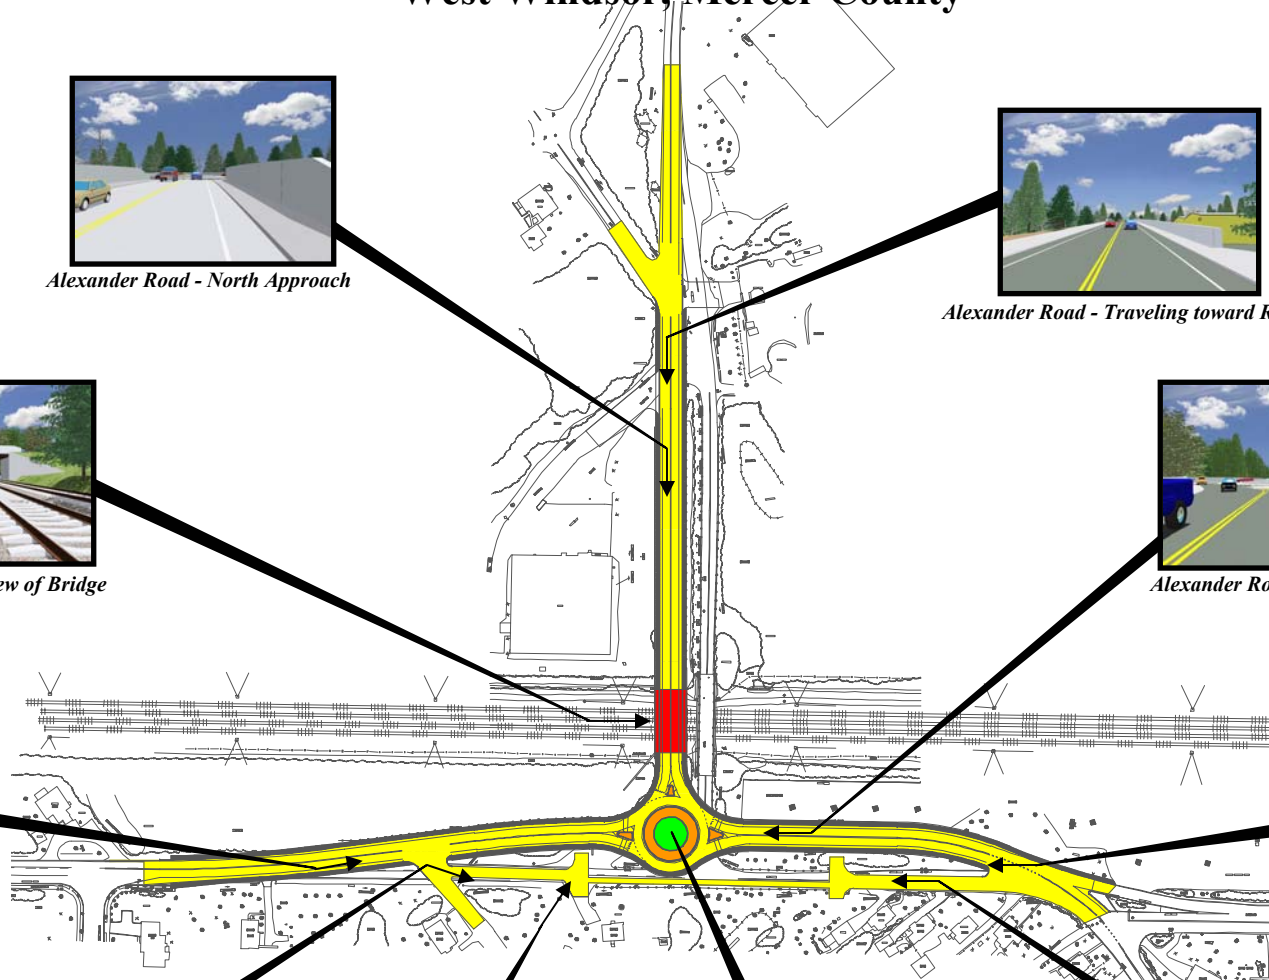 West Windsor, Mercer County
Alexander Road - North Approach
Alexander Road - Traveling toward R
ew of Bridge
Alexander Ro